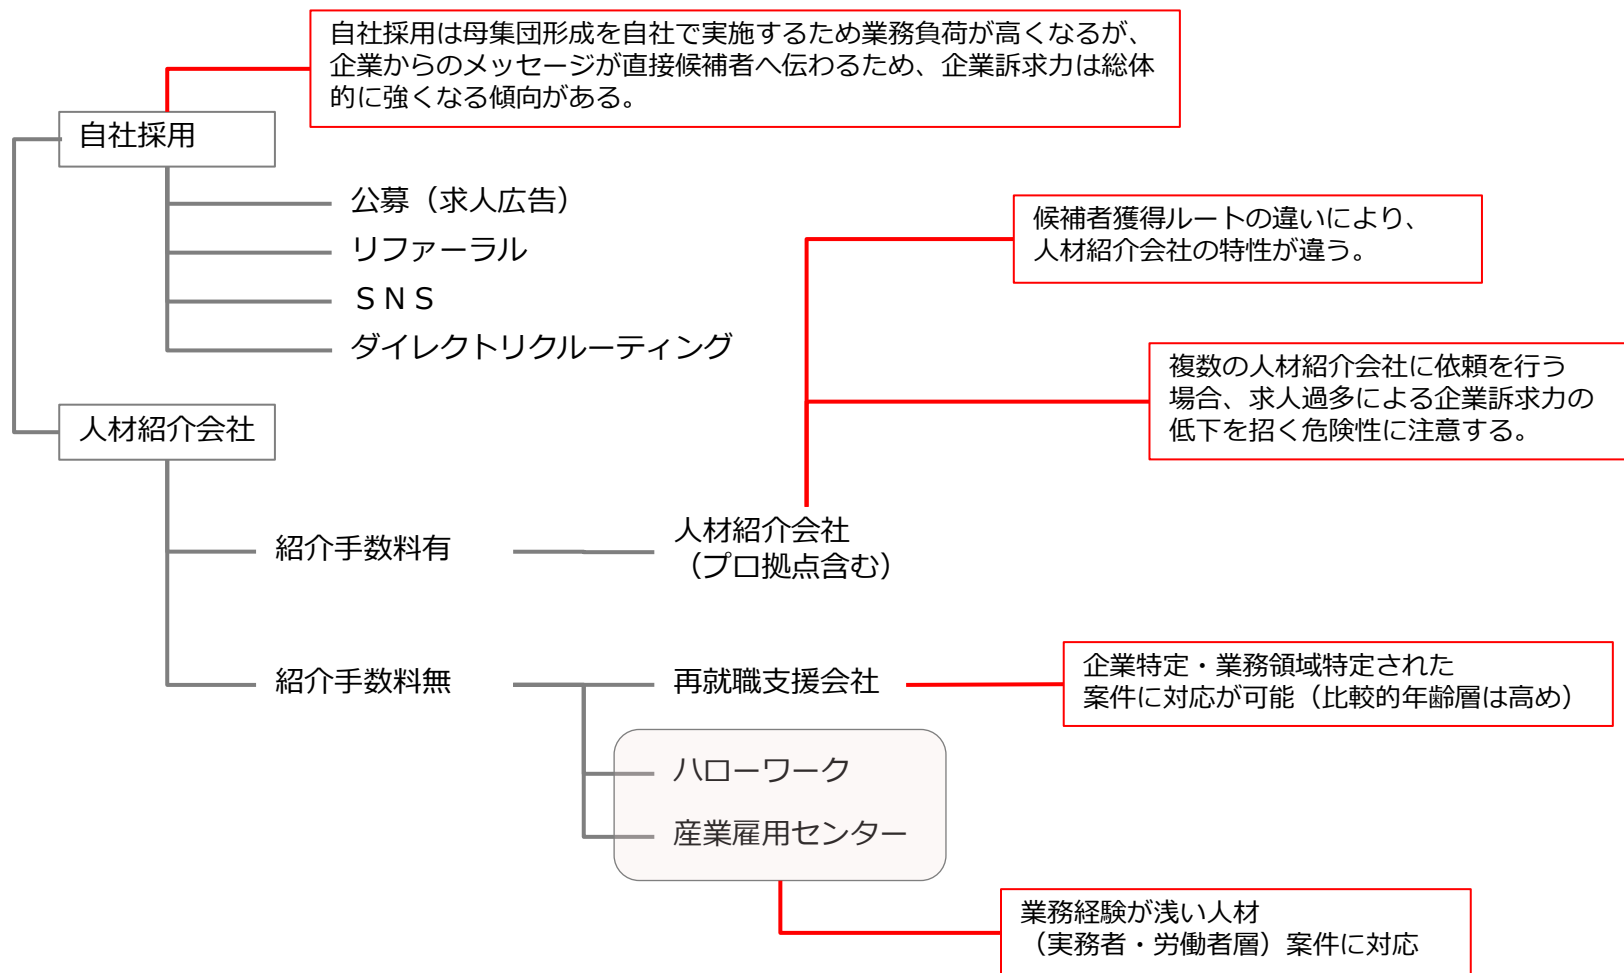 自社採用は母集団形成を自社で実施するため業務負荷が高くなるが、
企業からのメッセージが直接候補者へ伝わるため、企業訴求力は総体
的に強くなる傾向がある。
自社採用
公募（求人広告）
リファーラル
ＳＮＳ
ダイレクトリクルーティング
候補者獲得ルートの違いにより、
人材紹介会社の特性が違う。
複数の人材紹介会社に依頼を行う
場合、求人過多による企業訴求力の
低下を招く危険性に注意する。
人材紹介会社
紹介手数料有
人材紹介会社
（プロ拠点含む）
紹介手数料無
再就職支援会社
企業特定・業務領域特定された
案件に対応が可能（比較的年齢層は高め）
ハローワーク
産業雇用センター
業務経験が浅い人材
（実務者・労働者層）案件に対応